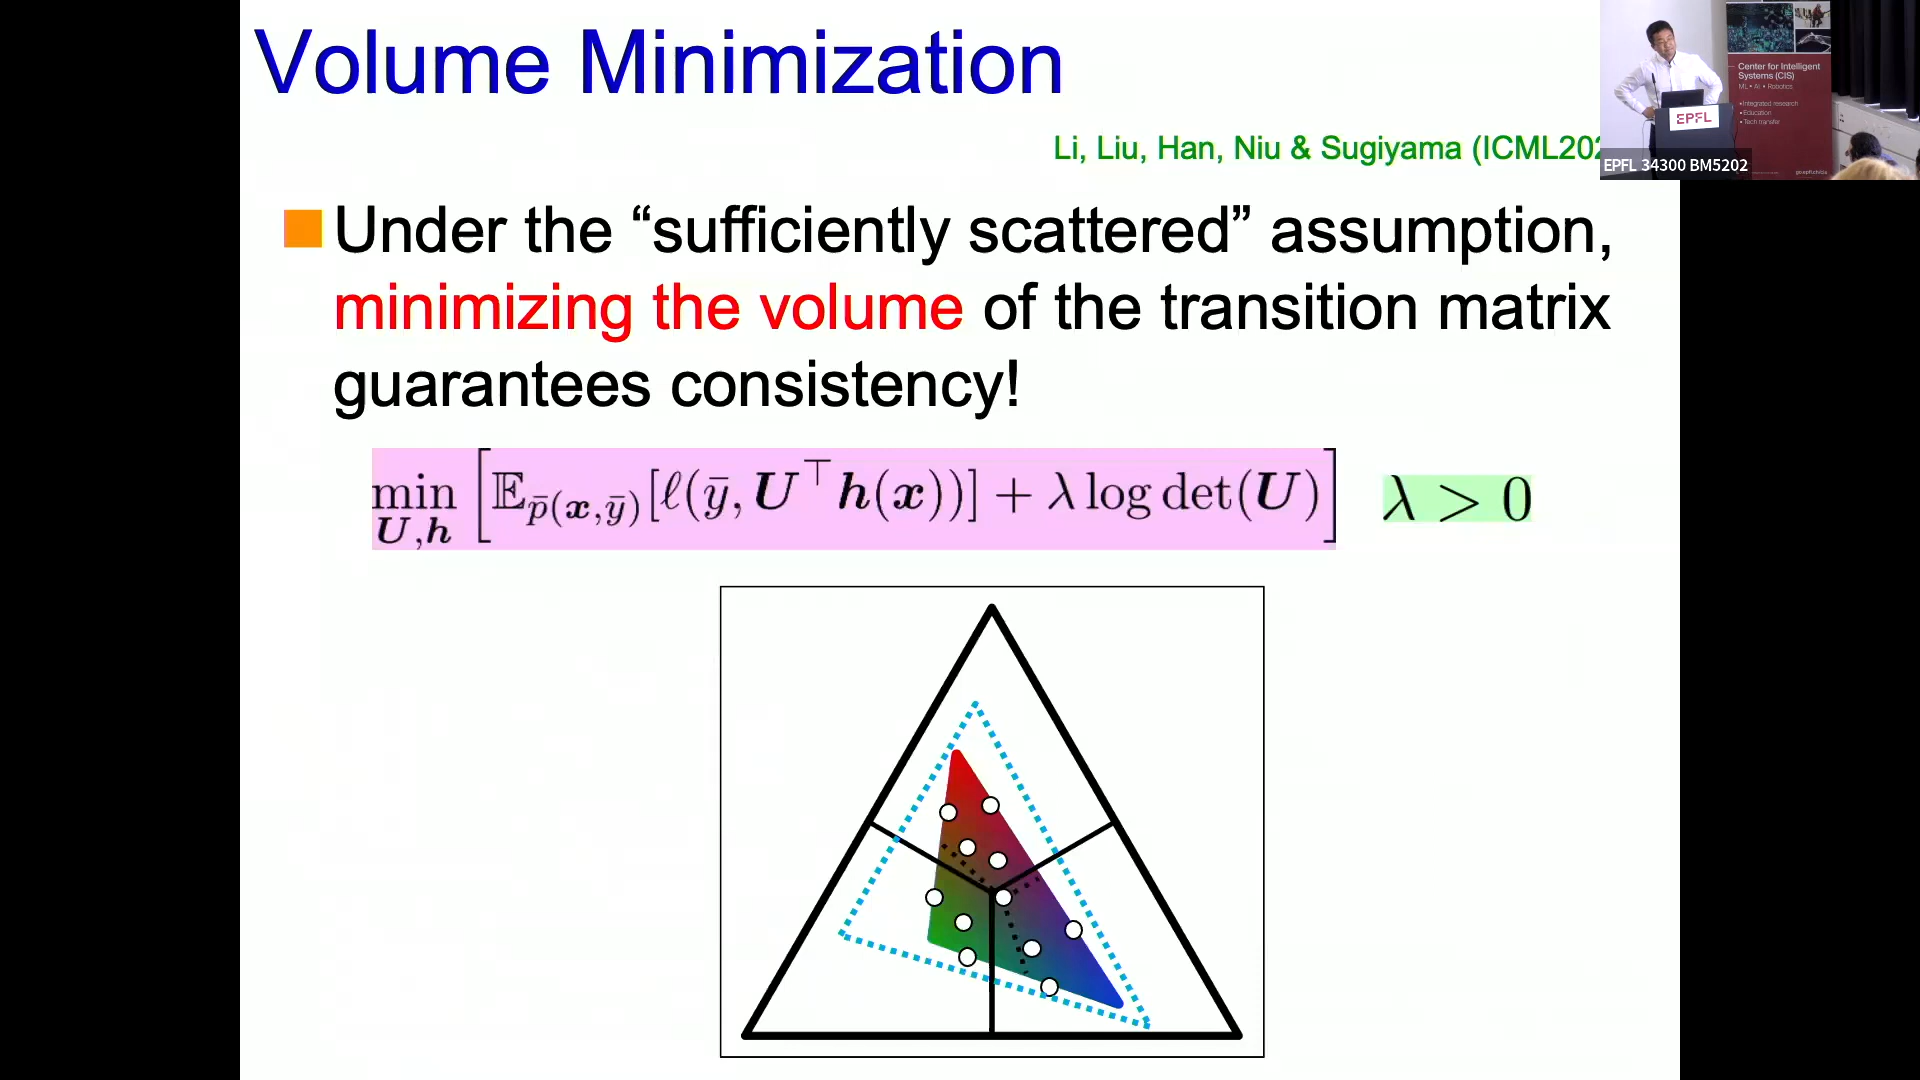 Volume Minimization
Li, Liu, Han, Niu & Sugiyama (ICML202
Under the “sufficiently scattered” assumption,
minimizing the volume of the transition matrix
guarantees consistency!
min_{U,h} [𝔼_{p̄(x,ȳ)}[ℓ(ȳ, U^⊤ h(x))] + λ log det(U)] λ > 0
Center for Intelligent
Systems (CIS)
ML • AI • Robotics
•Integrated research
•Education
•Tech transfer
EPFL
EPFL 34300 BM5202